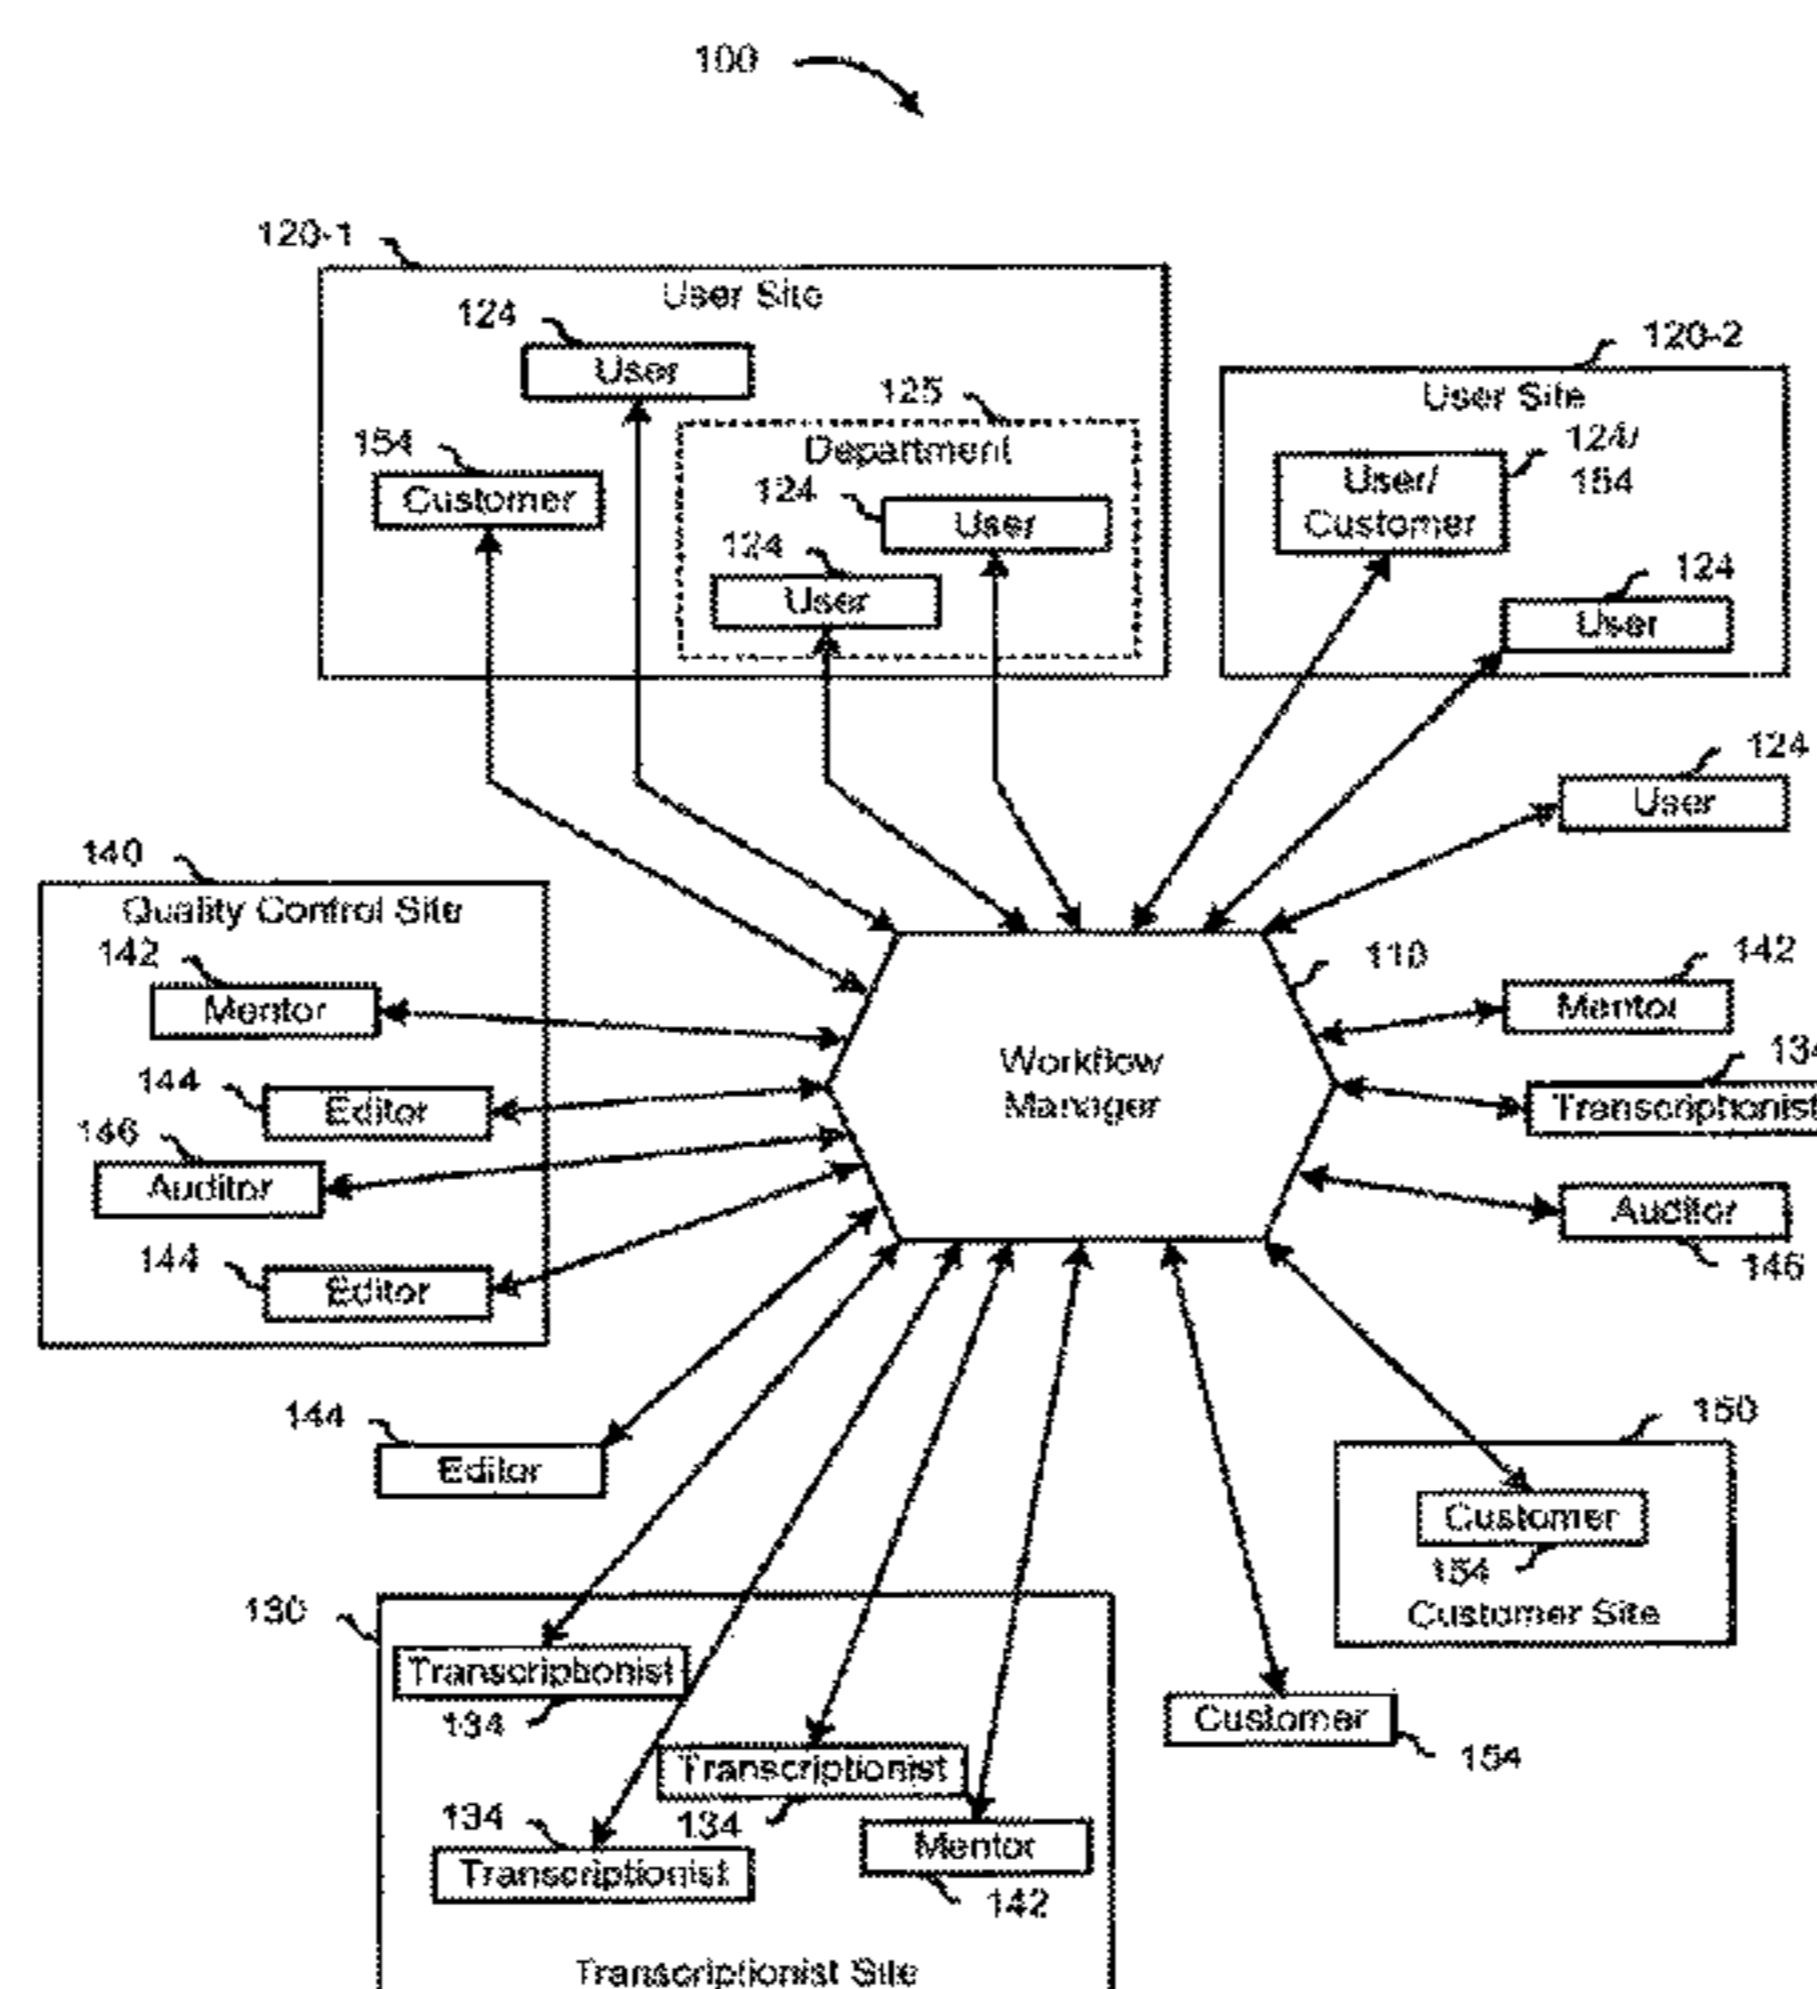 100
120-1
User Site
124
User
125
Department
154
Customer
124
User
124
User
120-2
User Site
124/
154
User/
Customer
124
User
124
User
140
Quality Control Site
142
Mentor
144
Editor
146
Auditor
144
Editor
110
Workflow
Manager
142
Mentor
134
Transcriptionist
Auditor
146
144
Editor
150
Customer
154
Customer Site
130
Transcriptionist
134
Transcriptionist
134
134
Transcriptionist
Mentor
142
Transcriptionist Site
Customer
154